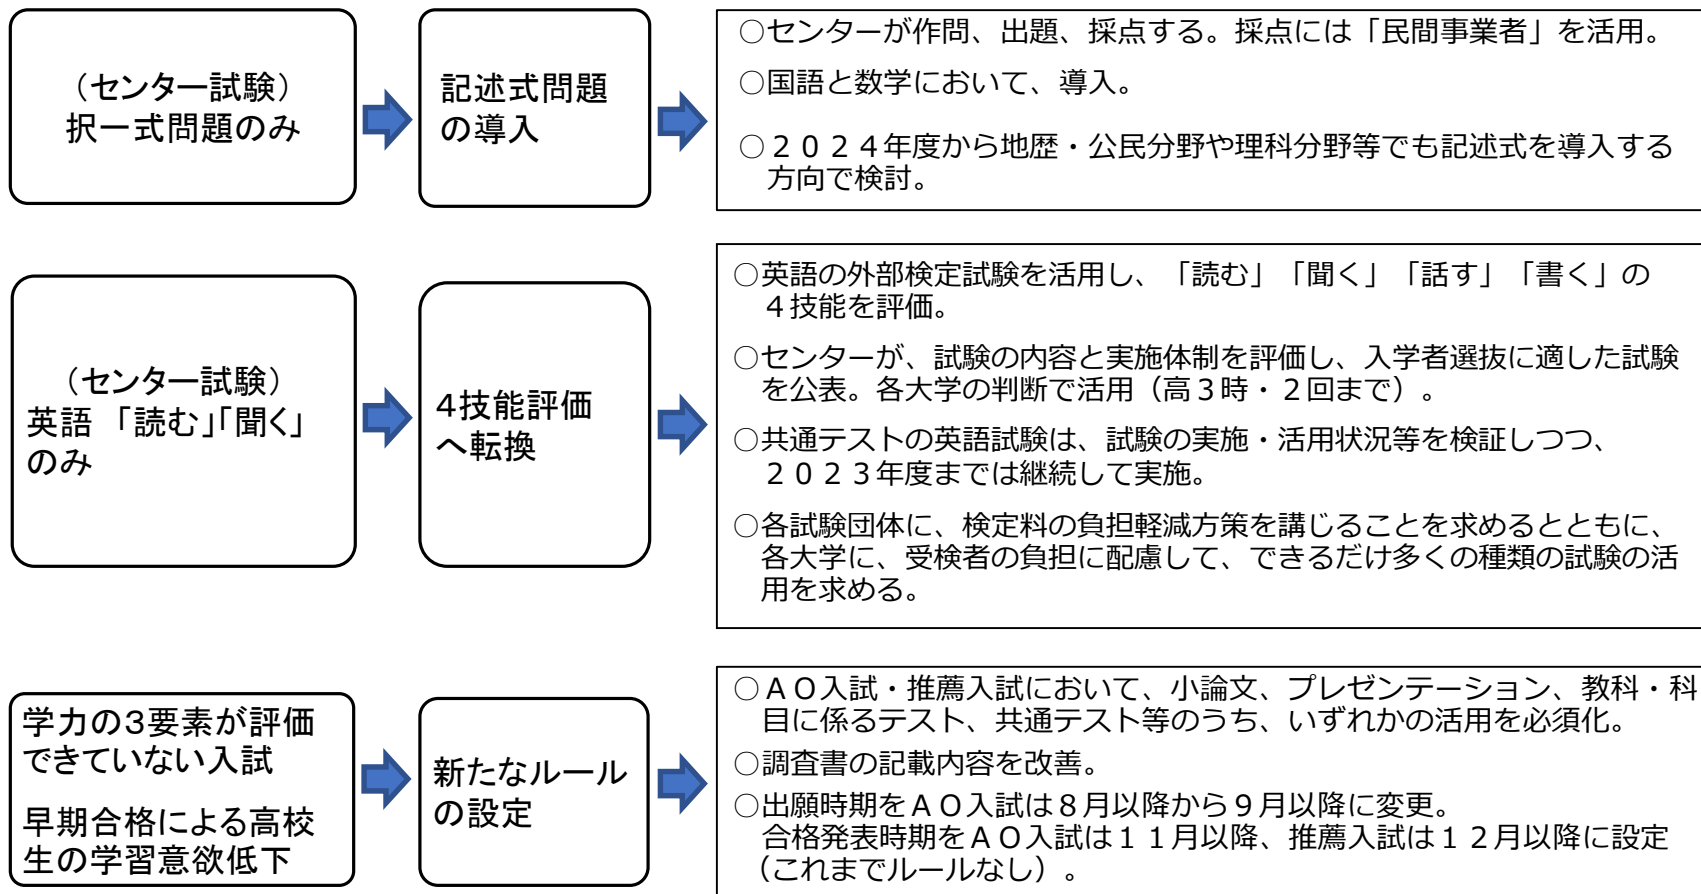 （センター試験）
択一式問題のみ
記述式問題
の導入
○センターが作問、出題、採点する。採点には「民間事業者」を活用。
○国語と数学において、導入。
○２０２４年度から地歴・公民分野や理科分野等でも記述式を導入する
方向で検討。
（センター試験）
英語 「読む」「聞く」
のみ
４技能評価
へ転換
○英語の外部検定試験を活用し、「読む」「聞く」「話す」「書く」の
４技能を評価。
○センターが、試験の内容と実施体制を評価し、入学者選抜に適した試験
を公表。各大学の判断で活用（高３時・２回まで）。
○共通テストの英語試験は、試験の実施・活用状況等を検証しつつ、
２０２３年度までは継続して実施。
○各試験団体に、検定料の負担軽減方策を講じることを求めるとともに、
各大学に、受検者の負担に配慮して、できるだけ多くの種類の試験の活
用を求める。
学力の３要素が評価
できていない入試
早期合格による高校
生の学習意欲低下
新たなルール
の設定
○ＡＯ入試・推薦入試において、小論文、プレゼンテーション、教科・科
目に係るテスト、共通テスト等のうち、いずれかの活用を必須化。
○調査書の記載内容を改善。
○出願時期をＡＯ入試は８月以降から９月以降に変更。
合格発表時期をＡＯ入試は１１月以降、推薦入試は１２月以降に設定
（これまでルールなし）。